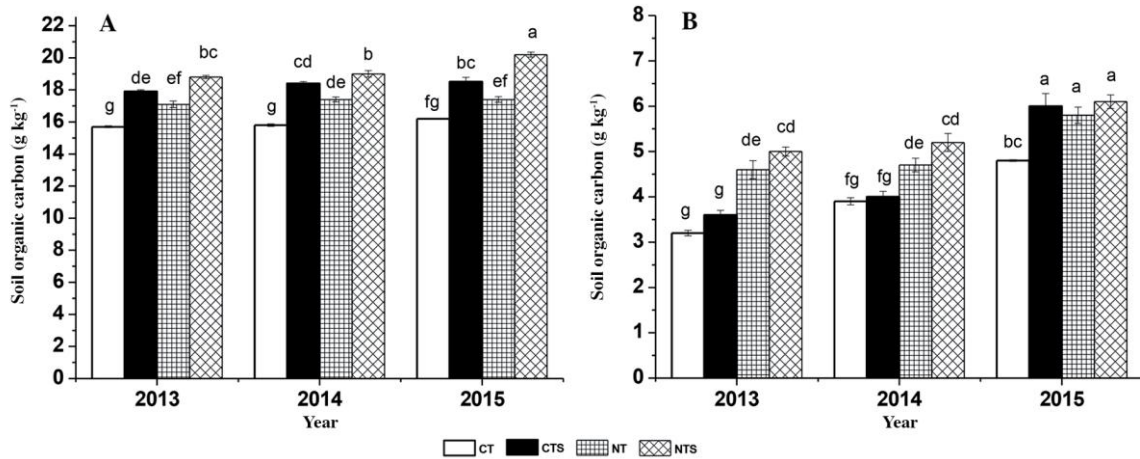 A
Soil organic carbon (g kg⁻¹)
22
20
18
16
14
12
10
8
6
4
2
0
g de ef bc
g cd de b
fg bc ef a
2013 2014 2015
Year
B
Soil organic carbon (g kg⁻¹)
8
7
6
5
4
3
2
1
0
g g de cd
fg fg de cd
bc a a a
2013 2014 2015
Year
CT CTS NT NTS